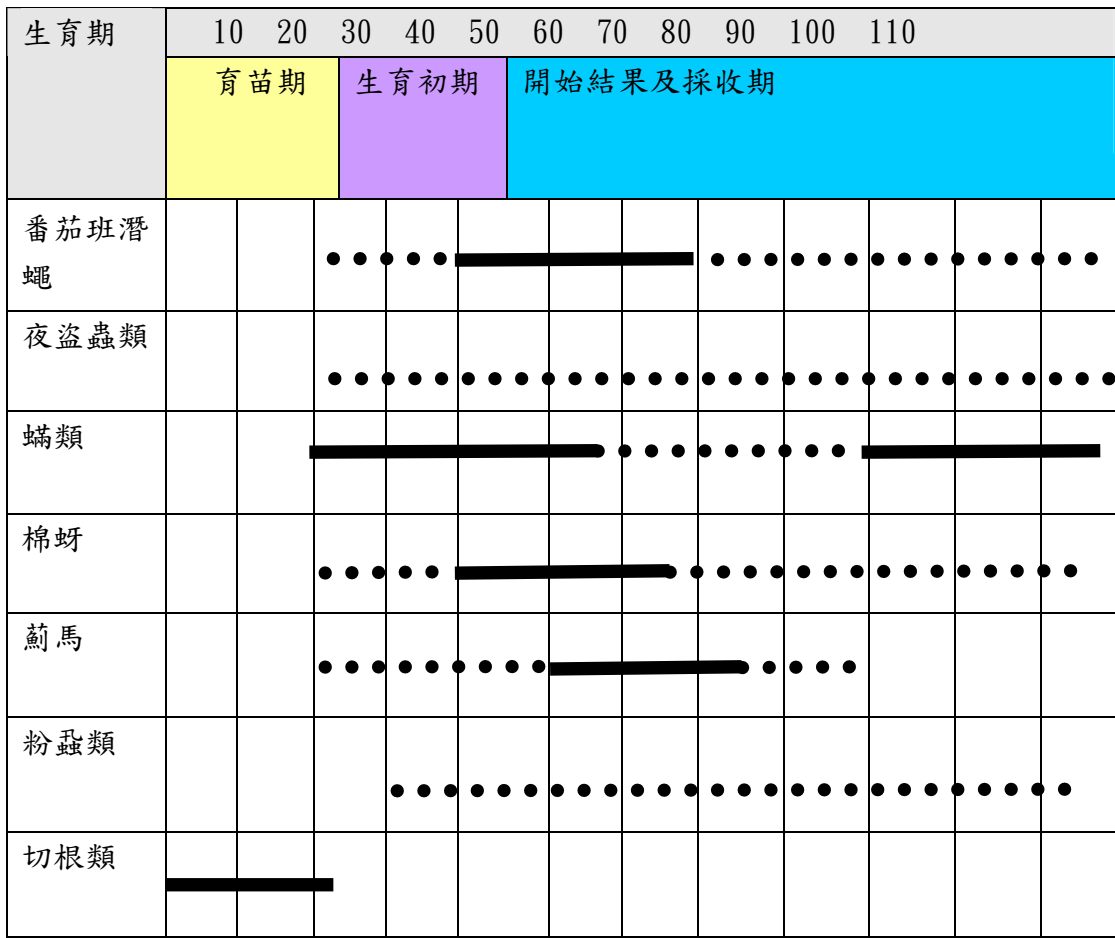 生育期 10 20 30 40 50 60 70 80 90 100 110
育苗期 生育初期 開始結果及採收期
番茄班潛
蠅
夜盜蟲類
蟎類
棉蚜
薊馬
粉蝨類
切根類